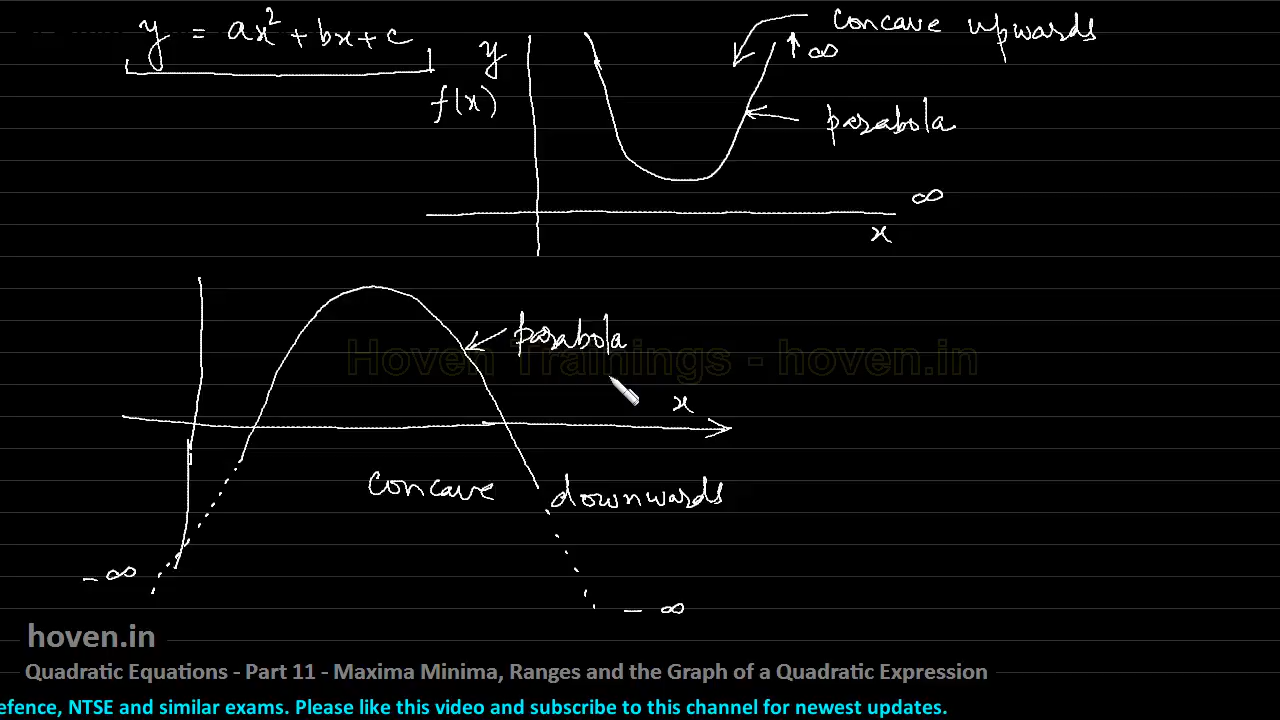 y = ax² + bx + c
y
f(x)
concave upwards
↑ ∞
parabola
∞
x
parabola
Hoven Trainings - hoven.in
x
concave downwards
- ∞
- ∞
hoven.in
Quadratic Equations - Part 11 - Maxima Minima, Ranges and the Graph of a Quadratic Expression
efence, NTSE and similar exams. Please like this video and subscribe to this channel for newest updates.